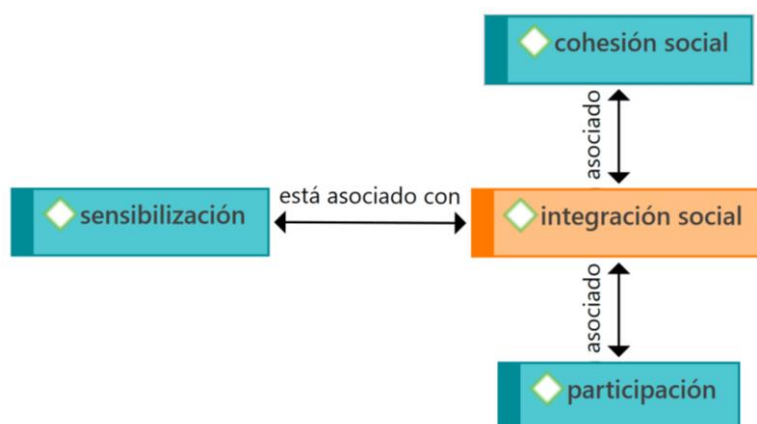 cohesión social
asociado
está asociado con
sensibilización
integración social
asociado
participación